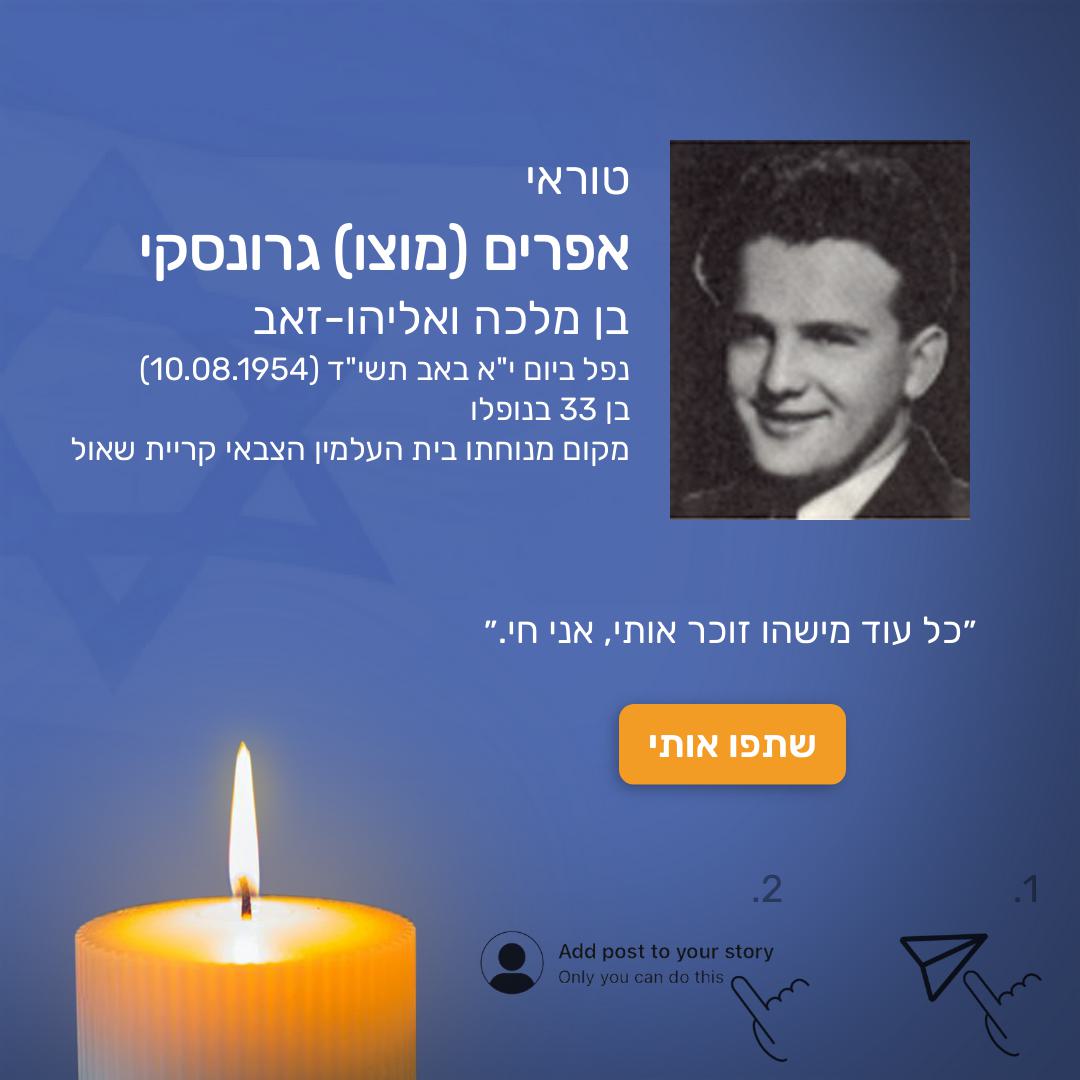 טוראי
אפרים (מוצו) גרונסקי
בן מלכה ואליהו-זאב
נפל ביום י"א באב תשי"ד (10.08.1954)
בן 33 בנופלו
מקום מנוחתו בית העלמין הצבאי קריית שאול
״כל עוד מישהו זוכר אותי, אני חי.״
שתפו אותי
.1
.2
Add post to your story
Only you can do this